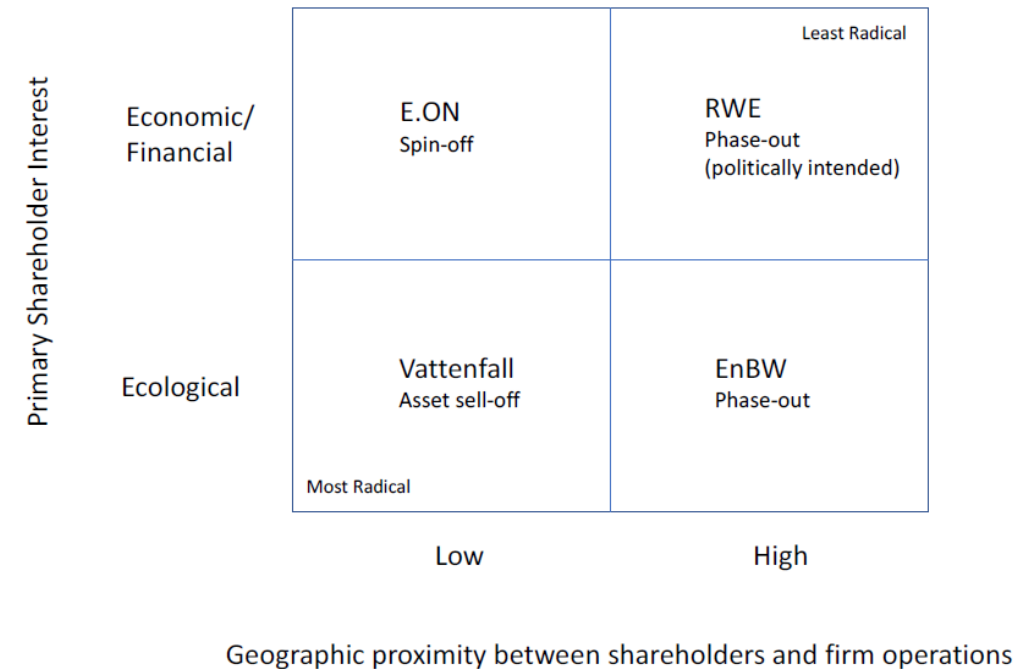 Primary Shareholder Interest
Least Radical
Economic/
Financial
E.ON
Spin-off
RWE
Phase-out
(politically intended)
Ecological
Vattenfall
Asset sell-off
EnBW
Phase-out
Most Radical
Low
High
Geographic proximity between shareholders and firm operations